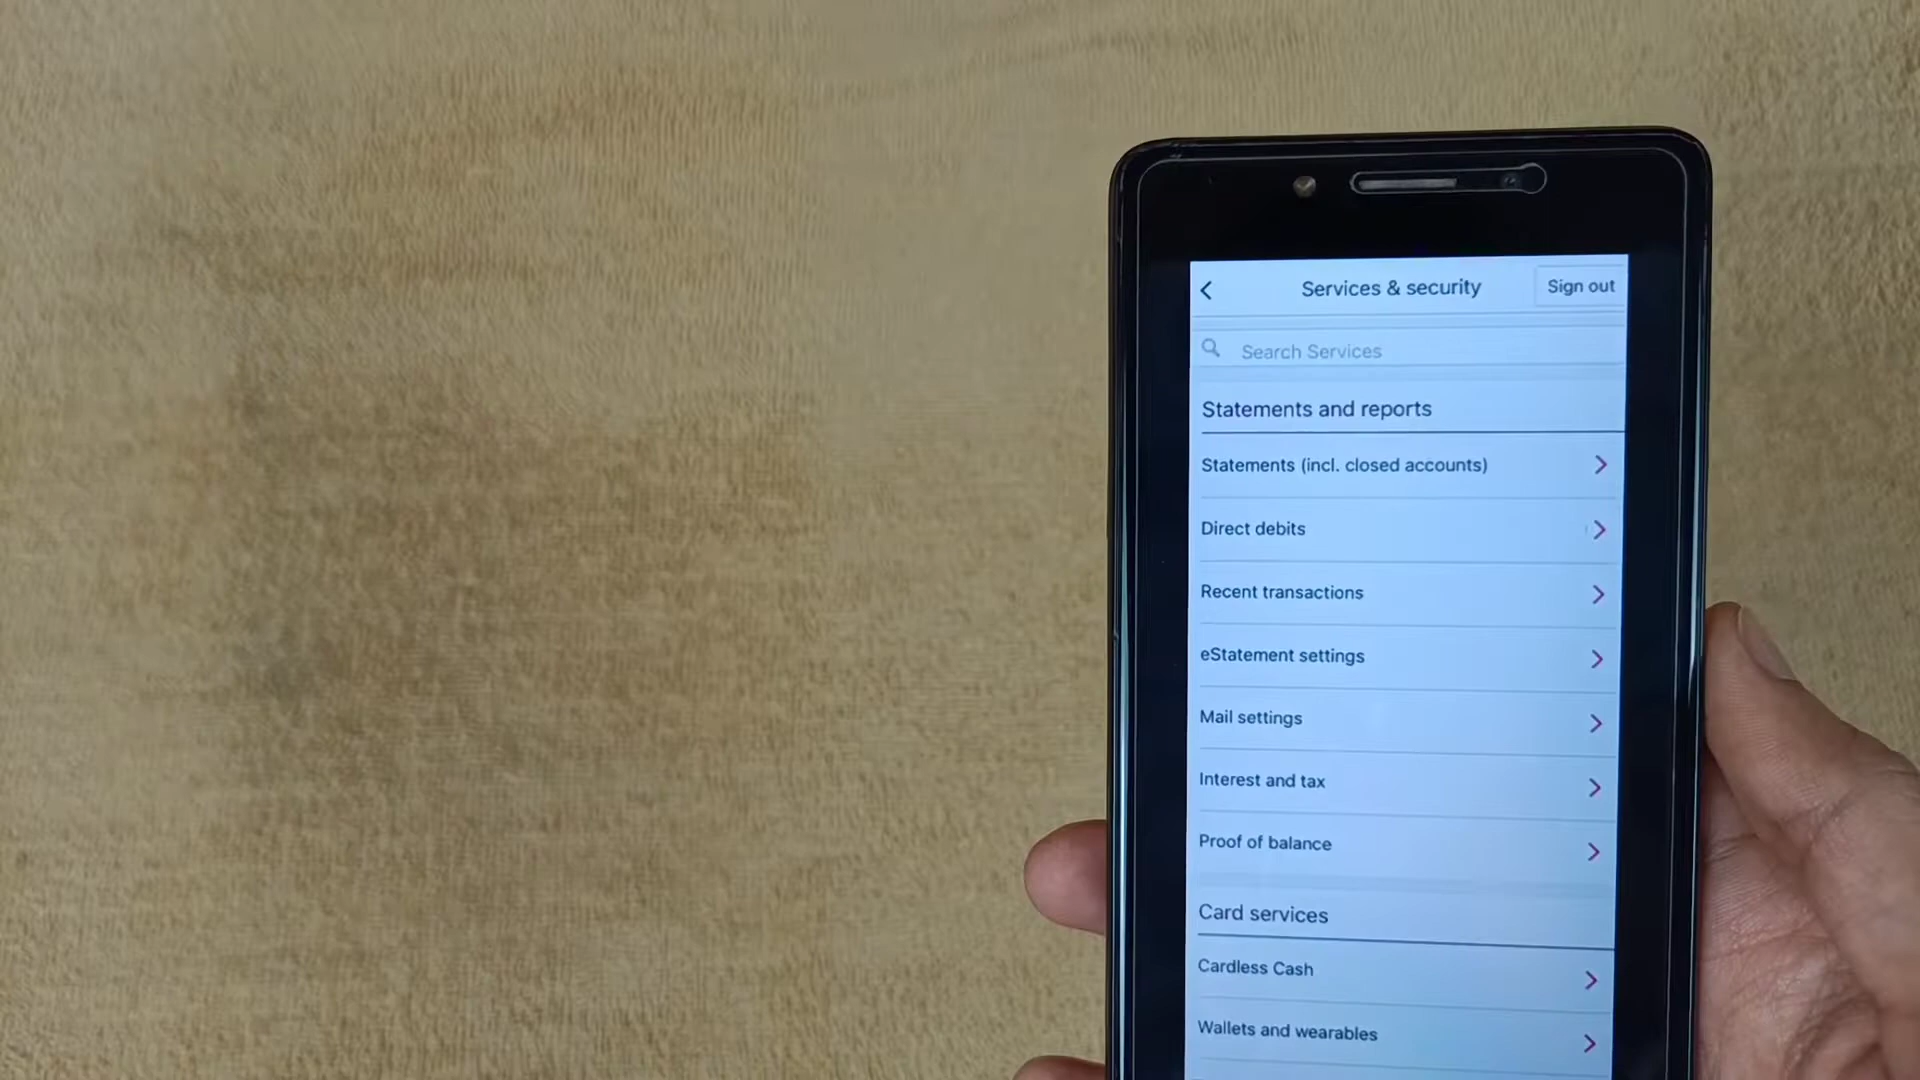 Services & security
Sign out
Search Services
Statements and reports
Statements (incl. closed accounts)
Direct debits
Recent transactions
eStatement settings
Mail settings
Interest and tax
Proof of balance
Card services
Cardless Cash
Wallets and wearables